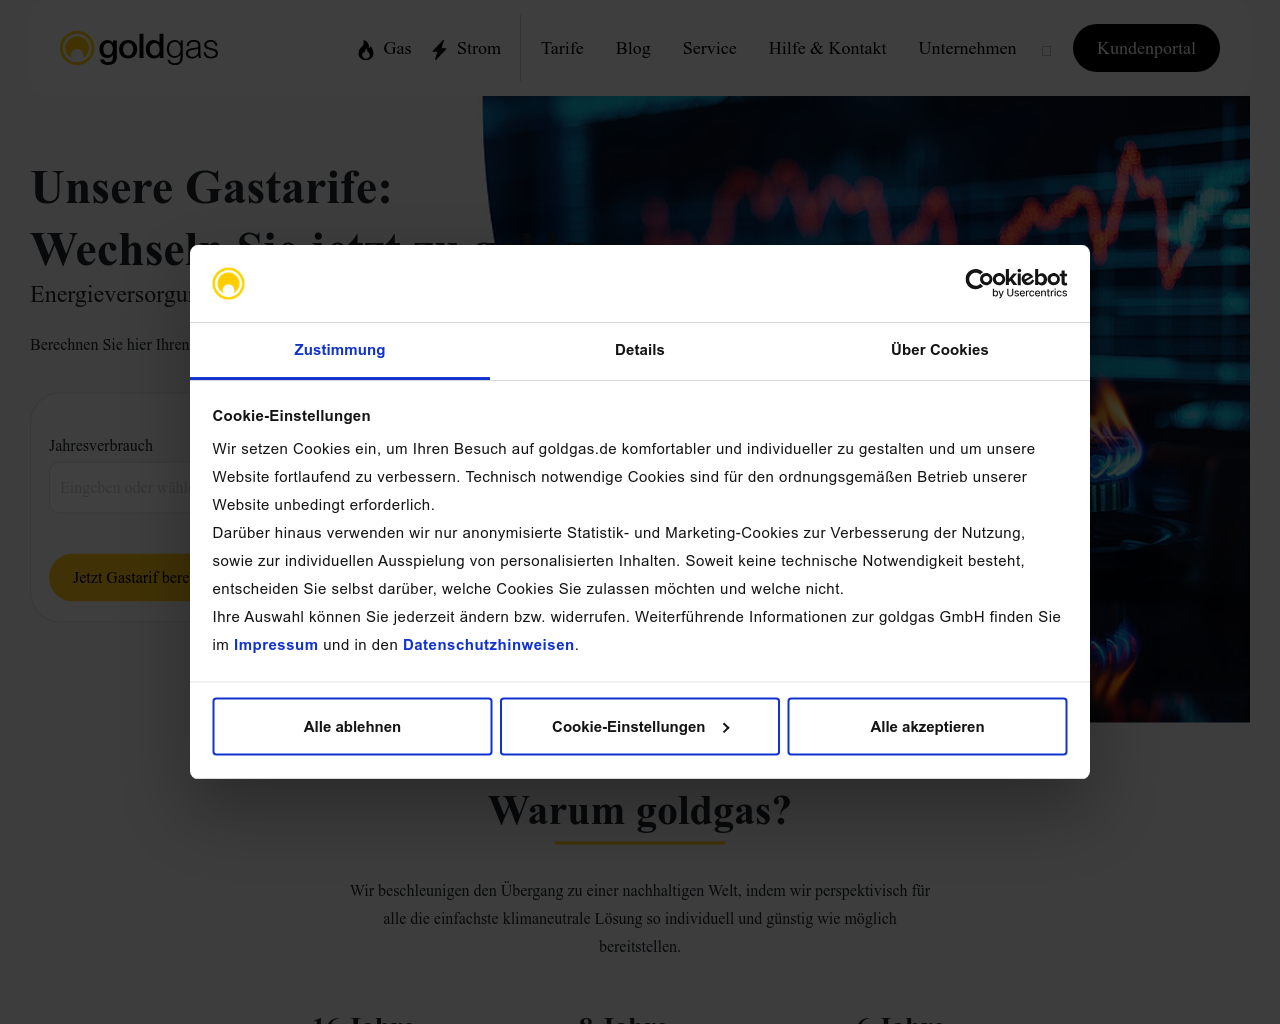 goldgas
Gas
Strom
Tarife
Blog
Service
Hilfe & Kontakt
Unternehmen
Kundenportal
Unsere Gastarife:
Wechseln Sie jetzt zu
Energieversorgun
Berechnen Sie hier Ihren
Jahresverbrauch
Eingeben oder wähle
Jetzt Gastarif bere
Cookiebot
by Usercentrics
Zustimmung
Details
Über Cookies
Cookie-Einstellungen
Wir setzen Cookies ein, um Ihren Besuch auf goldgas.de komfortabler und individueller zu gestalten und um unsere
Website fortlaufend zu verbessern. Technisch notwendige Cookies sind für den ordnungsgemäßen Betrieb unserer
Website unbedingt erforderlich.
Darüber hinaus verwenden wir nur anonymisierte Statistik- und Marketing-Cookies zur Verbesserung der Nutzung,
sowie zur individuellen Ausspielung von personalisierten Inhalten. Soweit keine technische Notwendigkeit besteht,
entscheiden Sie selbst darüber, welche Cookies Sie zulassen möchten und welche nicht.
Ihre Auswahl können Sie jederzeit ändern bzw. widerrufen. Weiterführende Informationen zur goldgas GmbH finden Sie
im Impressum und in den Datenschutzhinweisen.
Alle ablehnen
Cookie-Einstellungen
Alle akzeptieren
Warum goldgas?
Wir beschleunigen den Übergang zu einer nachhaltigen Welt, indem wir perspektivisch für
alle die einfachste klimaneutrale Lösung so individuell und günstig wie möglich
bereitstellen.
16 Jahre
8 Jahre
6 Jahre